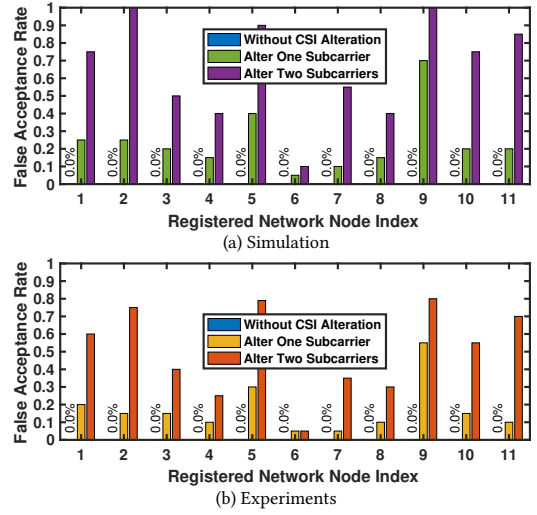 False Acceptance Rate
1
0.9
0.8
0.7
0.6
0.5
0.4
0.3
0.2
0.1
0
Without CSI Alteration
Alter One Subcarrier
Alter Two Subcarriers
0.0% 0.0% 0.0% 0.0% 0.0% 0.0% 0.0% 0.0% 0.0% 0.0% 0.0%
1 2 3 4 5 6 7 8 9 10 11
Registered Network Node Index
(a) Simulation
False Acceptance Rate
1
0.9
0.8
0.7
0.6
0.5
0.4
0.3
0.2
0.1
0
Without CSI Alteration
Alter One Subcarrier
Alter Two Subcarriers
0.0% 0.0% 0.0% 0.0% 0.0% 0.0% 0.0% 0.0% 0.0% 0.0% 0.0%
1 2 3 4 5 6 7 8 9 10 11
Registered Network Node Index
(b) Experiments